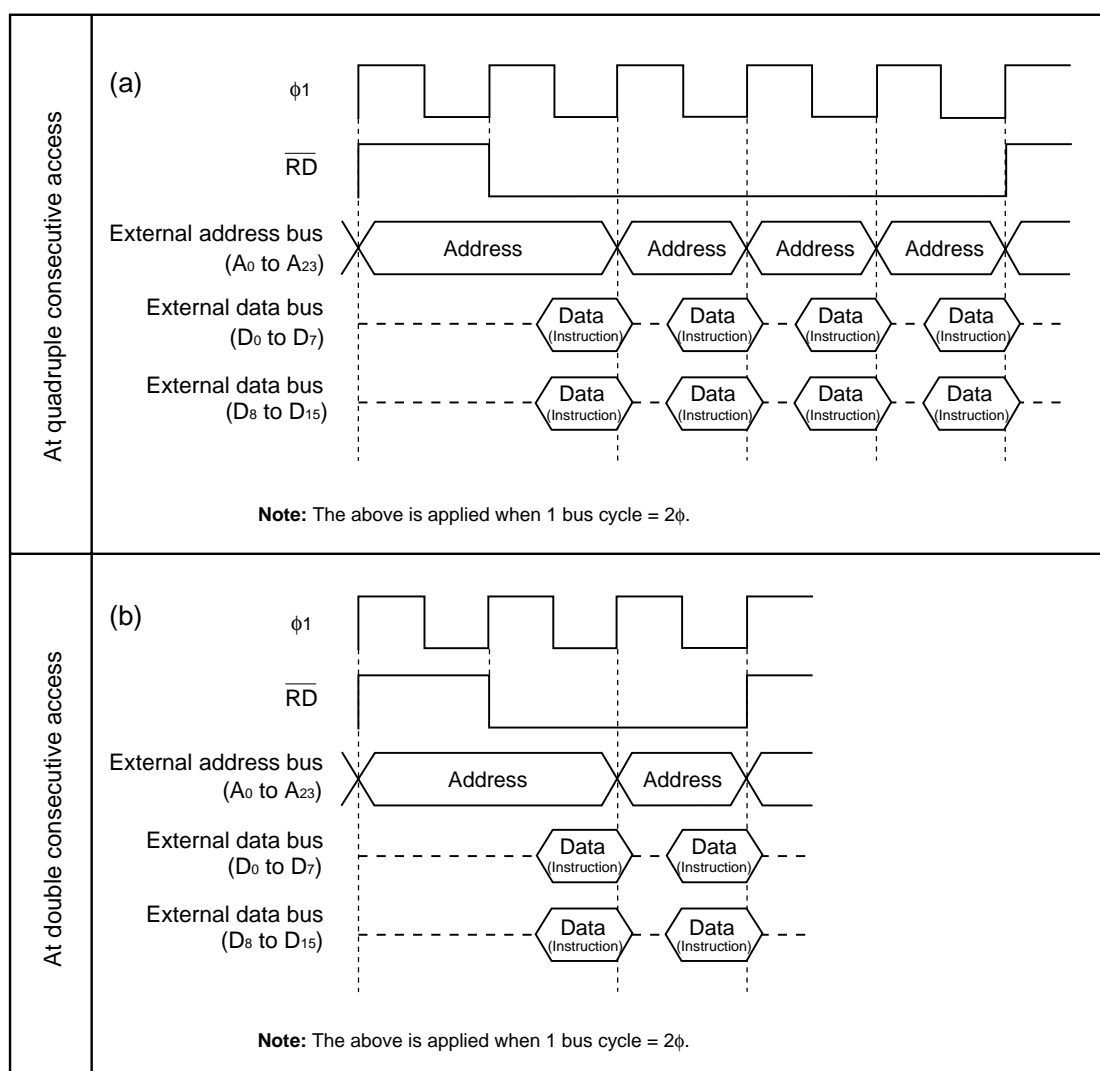 At quadruple consecutive access
(a)
ϕ1
RD
External address bus
(A0 to A23)
Address
Address
Address
Address
External data bus
(D0 to D7)
Data
(Instruction)
Data
(Instruction)
Data
(Instruction)
Data
(Instruction)
External data bus
(D8 to D15)
Data
(Instruction)
Data
(Instruction)
Data
(Instruction)
Data
(Instruction)
Note: The above is applied when 1 bus cycle = 2ϕ.
At double consecutive access
(b)
ϕ1
RD
External address bus
(A0 to A23)
Address
Address
External data bus
(D0 to D7)
Data
(Instruction)
Data
(Instruction)
External data bus
(D8 to D15)
Data
(Instruction)
Data
(Instruction)
Note: The above is applied when 1 bus cycle = 2ϕ.